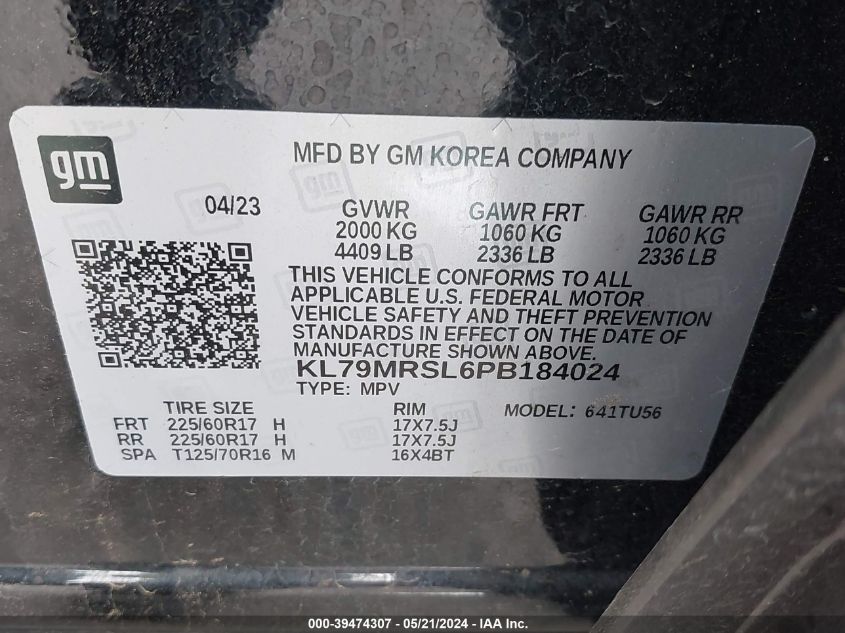 gm
MFD BY GM KOREA COMPANY
04/23 GVWR GAWR FRT GAWR RR
2000 KG 1060 KG 1060 KG
4409 LB 2336 LB 2336 LB
THIS VEHICLE CONFORMS TO ALL
APPLICABLE U.S. FEDERAL MOTOR
VEHICLE SAFETY AND THEFT PREVENTION
STANDARDS IN EFFECT ON THE DATE OF
MANUFACTURE SHOWN ABOVE.
KL79MRSL6PB184024
TYPE: MPV
TIRE SIZE RIM MODEL: 641TU56
FRT 225/60R17 H 17X7.5J
RR 225/60R17 H 17X7.5J
SPA T125/70R16 M 16X4BT
000-39474307 - 05/21/2024 - IAA Inc.